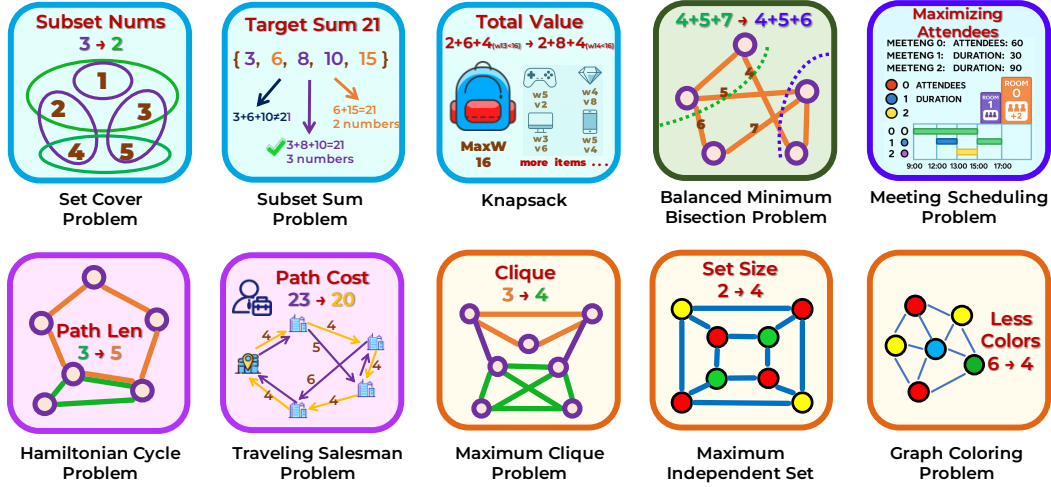 Subset Nums
3 → 2
1
2
3
4
5
Set Cover
Problem
Target Sum 21
{ 3, 6, 8, 10, 15 }
3+6+10≠21
6+15=21
2 numbers
3+8+10=21
3 numbers
Subset Sum
Problem
Total Value
2+6+4(w13<16) → 2+8+4(w14<16)
w5
v2
w4
v8
w3
v6
w5
v4
MaxW
16
more items ...
Knapsack
4+5+7 → 4+5+6
4
5
6
7
Balanced Minimum
Bisection Problem
Maximizing
Attendees
MEETENG 0: ATTENDEES: 60
MEETING 1: DURATION: 30
MEETING 2: DURATION: 90
0 ATTENDEES
1 DURATION
2
ROOM
1
ROOM
0
+2
0
1
2
9:00 12:00 13:00 15:00 17:00
Meeting Scheduling
Problem
Path Len
3 → 5
Hamiltonian Cycle
Problem
Path Cost
23 → 20
4
4
5
4
6
4
4
Traveling Salesman
Problem
Clique
3 → 4
Maximum Clique
Problem
Set Size
2 → 4
Maximum
Independent Set
Less
Colors
6 → 4
Graph Coloring
Problem